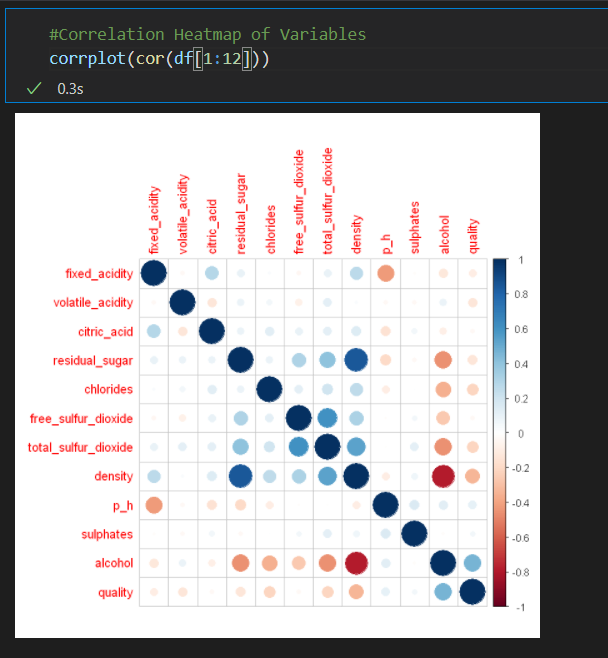 #Correlation Heatmap of Variables
corrplot(cor(df[1:12]))
0.3s
fixed_acidity
volatile_acidity
citric_acid
residual_sugar
chlorides
free_sulfur_dioxide
total_sulfur_dioxide
density
p_h
sulphates
alcohol
quality
fixed_acidity
volatile_acidity
citric_acid
residual_sugar
chlorides
free_sulfur_dioxide
total_sulfur_dioxide
density
p_h
sulphates
alcohol
quality
1
0.8
0.6
0.4
0.2
0
-0.2
-0.4
-0.6
-0.8
-1